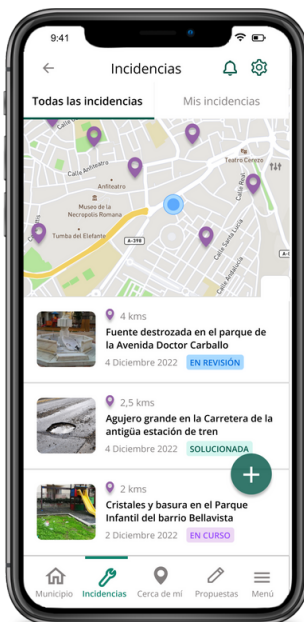 9:41
Incidencias
Todas las incidencias
Mis incidencias
Teatro Cerezo
Calle Anfiteatro
Calle Real
Anfiteatro
Museo de la
Necropolis Romana
Tumba del Elefante
A-398
Calle Santa Lucía
Calle Andalucía
4 kms
Fuente destrozada en el parque de
la Avenida Doctor Carballo
4 Diciembre 2022
EN REVISIÓN
2,5 kms
Agujero grande en la Carretera de la
antigüa estación de tren
4 Diciembre 2022
SOLUCIONADA
2 kms
Cristales y basura en el Parque
Infantil del barrio Bellavista
2 Diciembre 2022
EN CURSO
Municipio
Incidencias
Cerca de mí
Propuestas
Menú